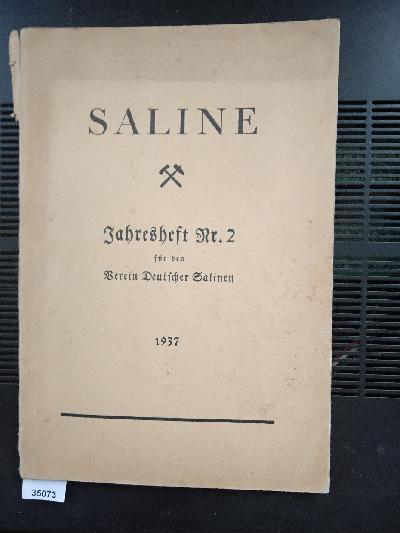 SALINE
Jahresheft Nr. 2
für den
Verein Deutscher Salinen
1937
35073